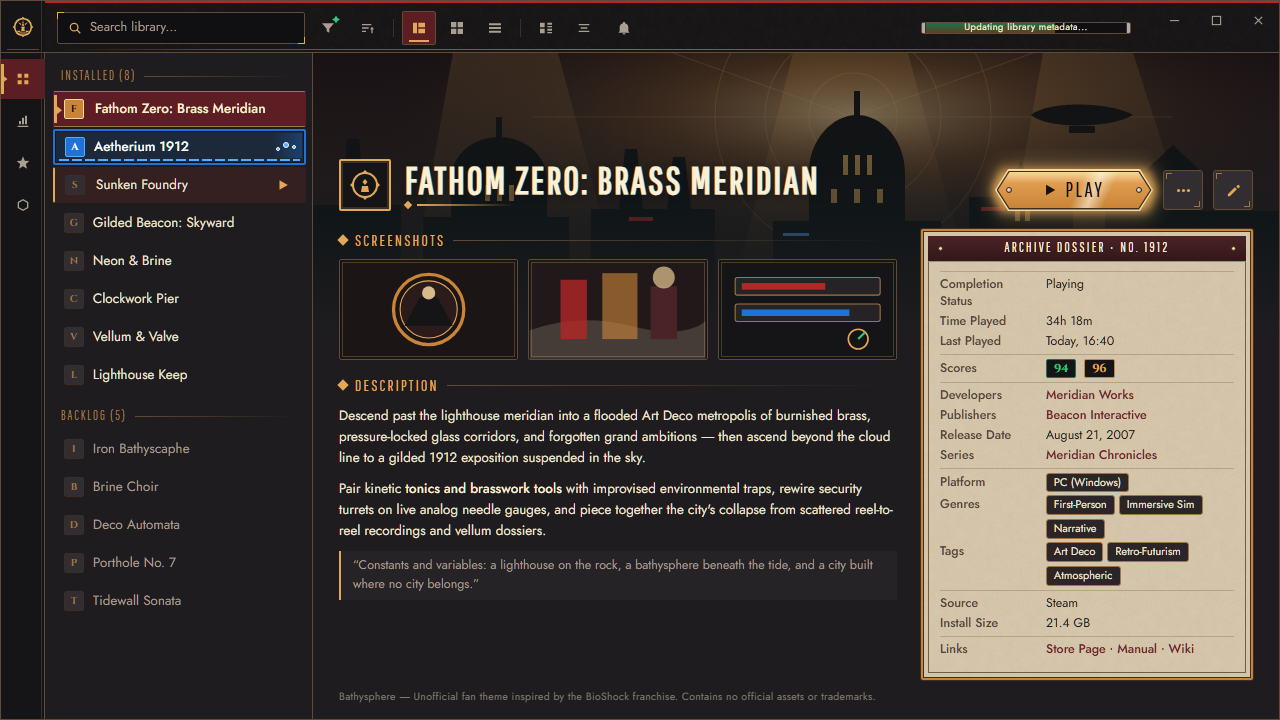 Search library...
Updating library metadata...
INSTALLED (8)
F Fathom Zero: Brass Meridian
A Aetherium 1912
S Sunken Foundry
G Gilded Beacon: Skyward
N Neon & Brine
C Clockwork Pier
V Vellum & Valve
L Lighthouse Keep
BACKLOG (5)
I Iron Bathyscaphe
B Brine Choir
D Deco Automata
P Porthole No. 7
T Tidewall Sonata
FATHOM ZERO: BRASS MERIDIAN
PLAY
SCREENSHOTS
DESCRIPTION
Descend past the lighthouse meridian into a flooded Art Deco metropolis of burnished brass,
pressure-locked glass corridors, and forgotten grand ambitions — then ascend beyond the cloud
line to a gilded 1912 exposition suspended in the sky.
Pair kinetic tonics and brasswork tools with improvised environmental traps, rewire security
turrets on live analog needle gauges, and piece together the city's collapse from scattered reel-to-
reel recordings and vellum dossiers.
“Constants and variables: a lighthouse on the rock, a bathysphere beneath the tide, and a city built
where no city belongs.”
ARCHIVE DOSSIER · NO. 1912
Completion Status Playing
Time Played 34h 18m
Last Played Today, 16:40
Scores 94 96
Developers Meridian Works
Publishers Beacon Interactive
Release Date August 21, 2007
Series Meridian Chronicles
Platform PC (Windows)
Genres First-Person Immersive Sim
Narrative
Tags Art Deco Retro-Futurism
Atmospheric
Source Steam
Install Size 21.4 GB
Links Store Page · Manual · Wiki
Bathysphere — Unofficial fan theme inspired by the BioShock franchise. Contains no official assets or trademarks.